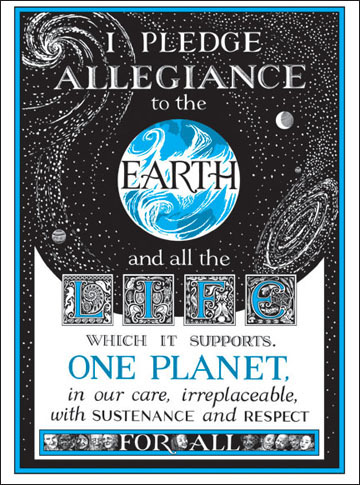 I PLEDGE
ALLEGIANCE
to the
EARTH
and all the
LIFE
WHICH IT SUPPORTS.
ONE PLANET,
in our care, irreplaceable,
with SUSTENANCE and RESPECT
FOR ALL